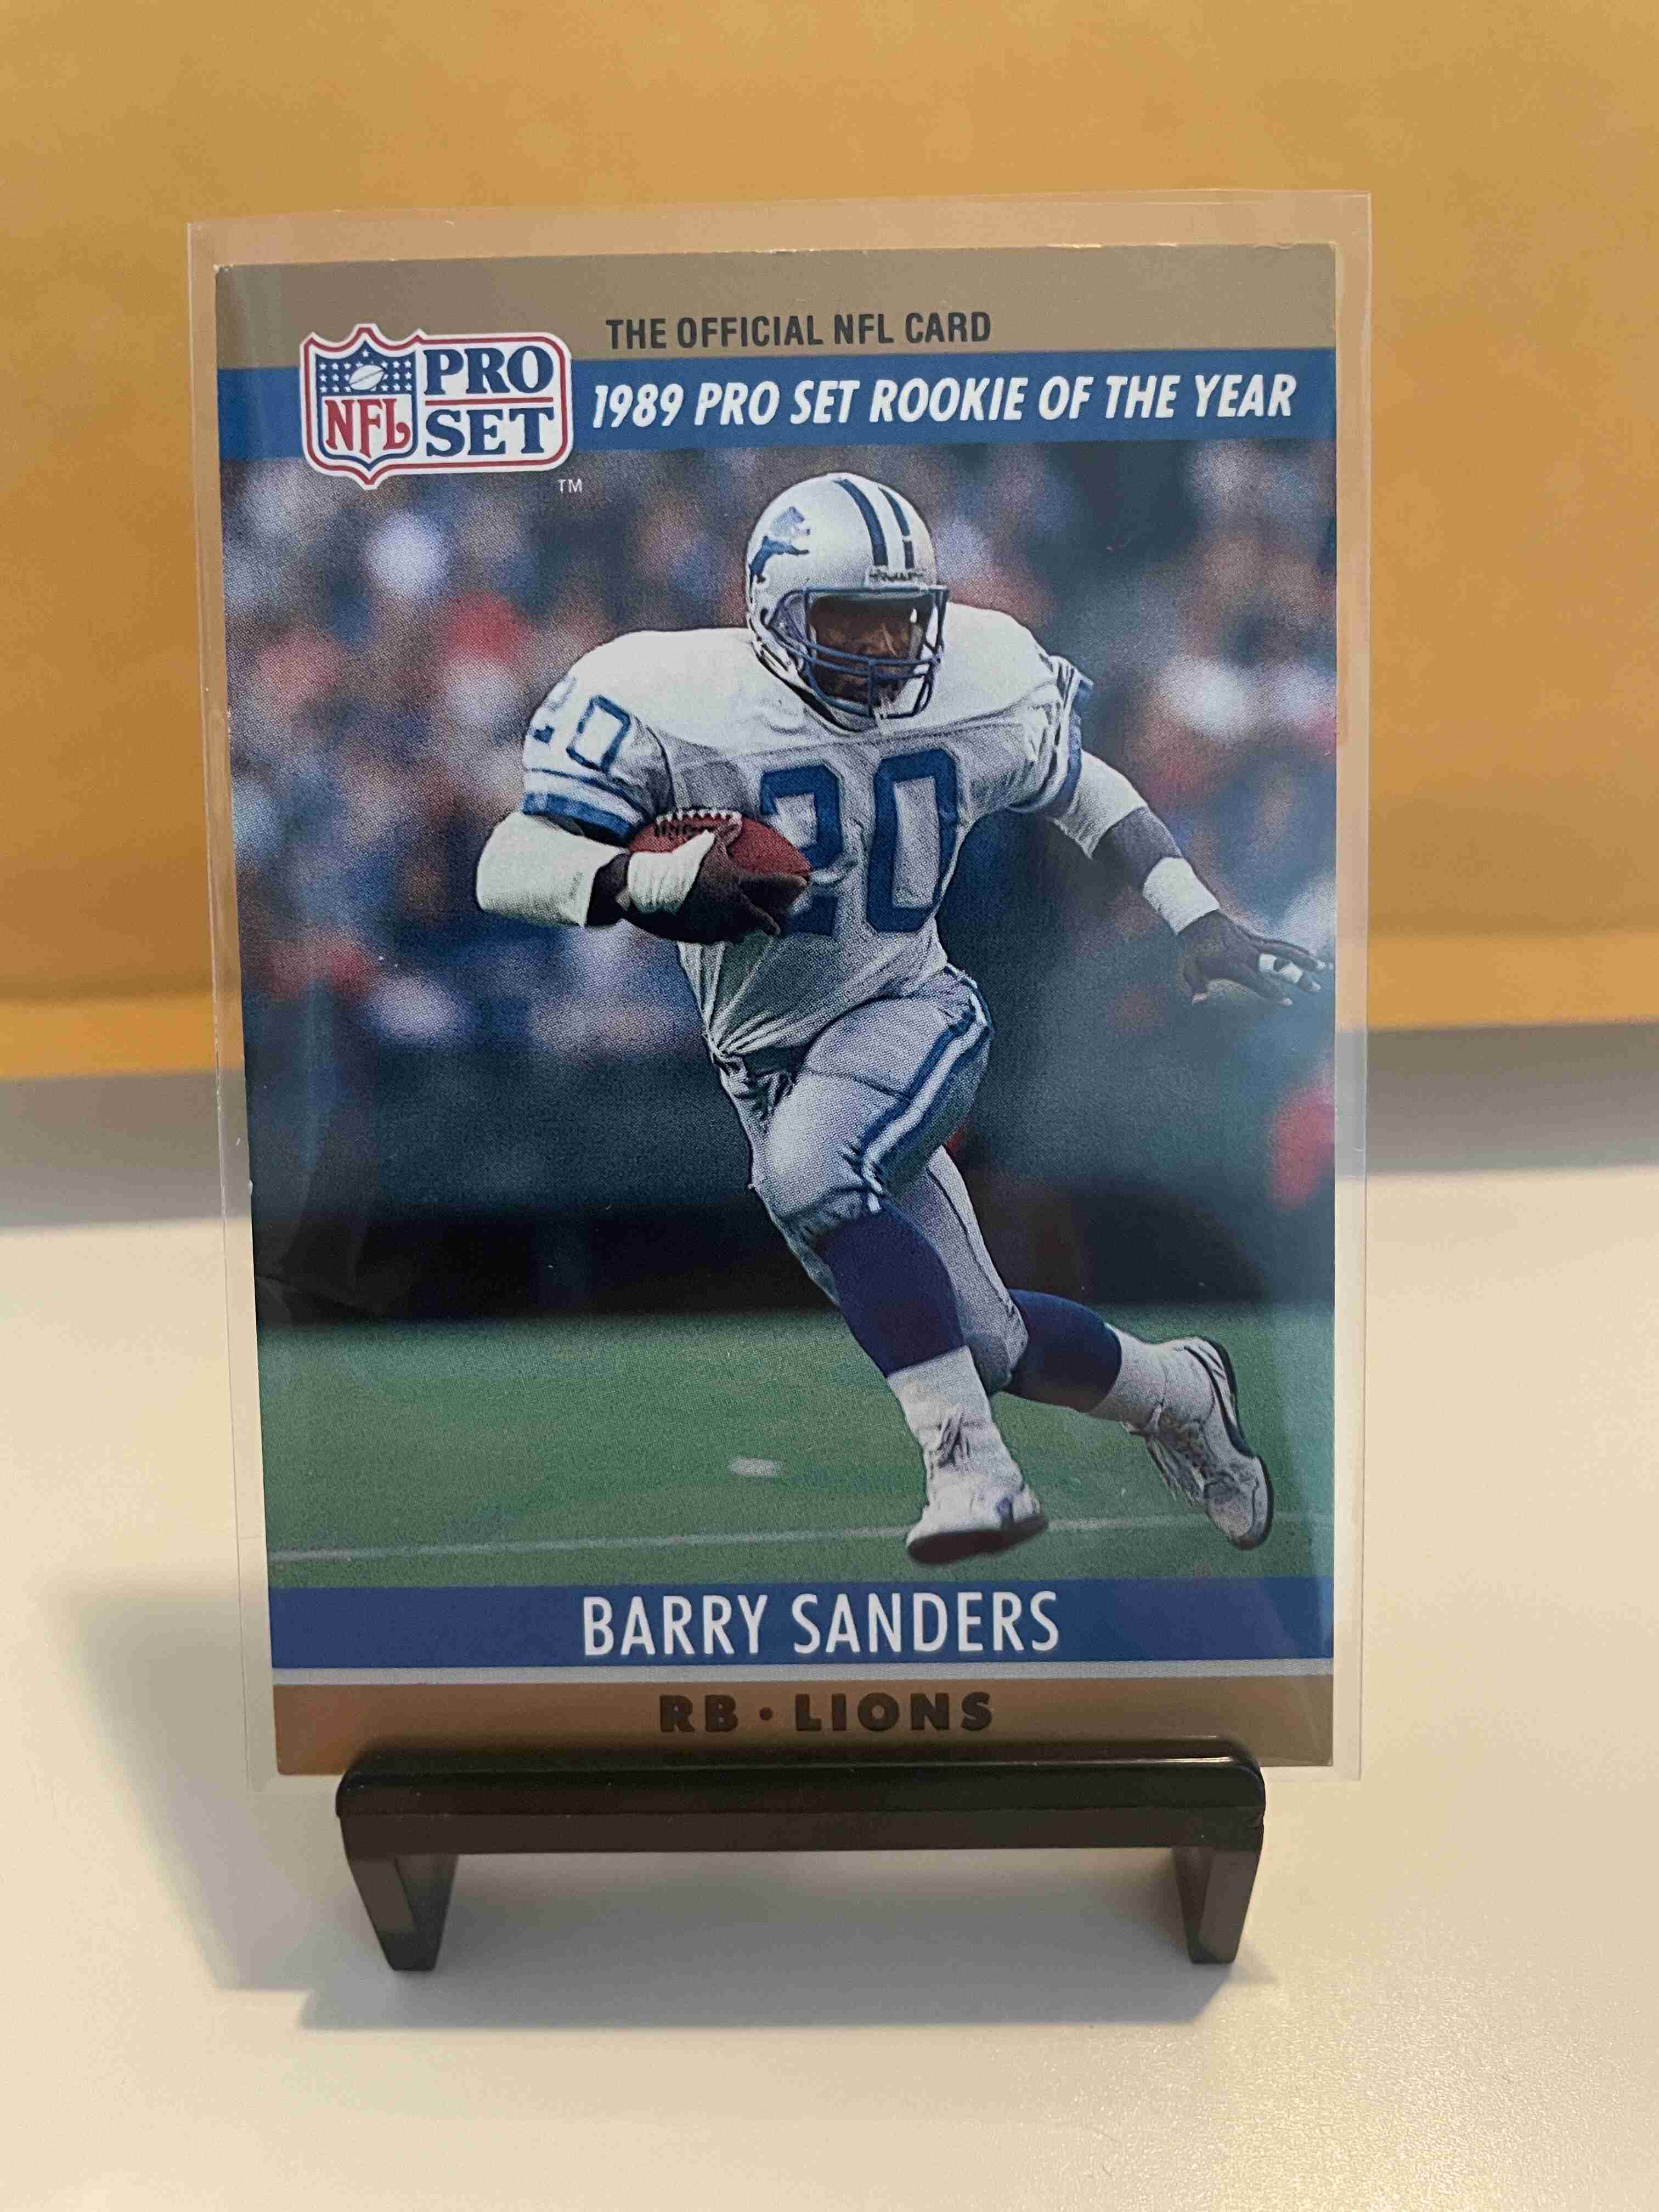 THE OFFICIAL NFL CARD
NFL PRO SET
TM
1989 PRO SET ROOKIE OF THE YEAR
20
20
BARRY SANDERS
RB • LIONS